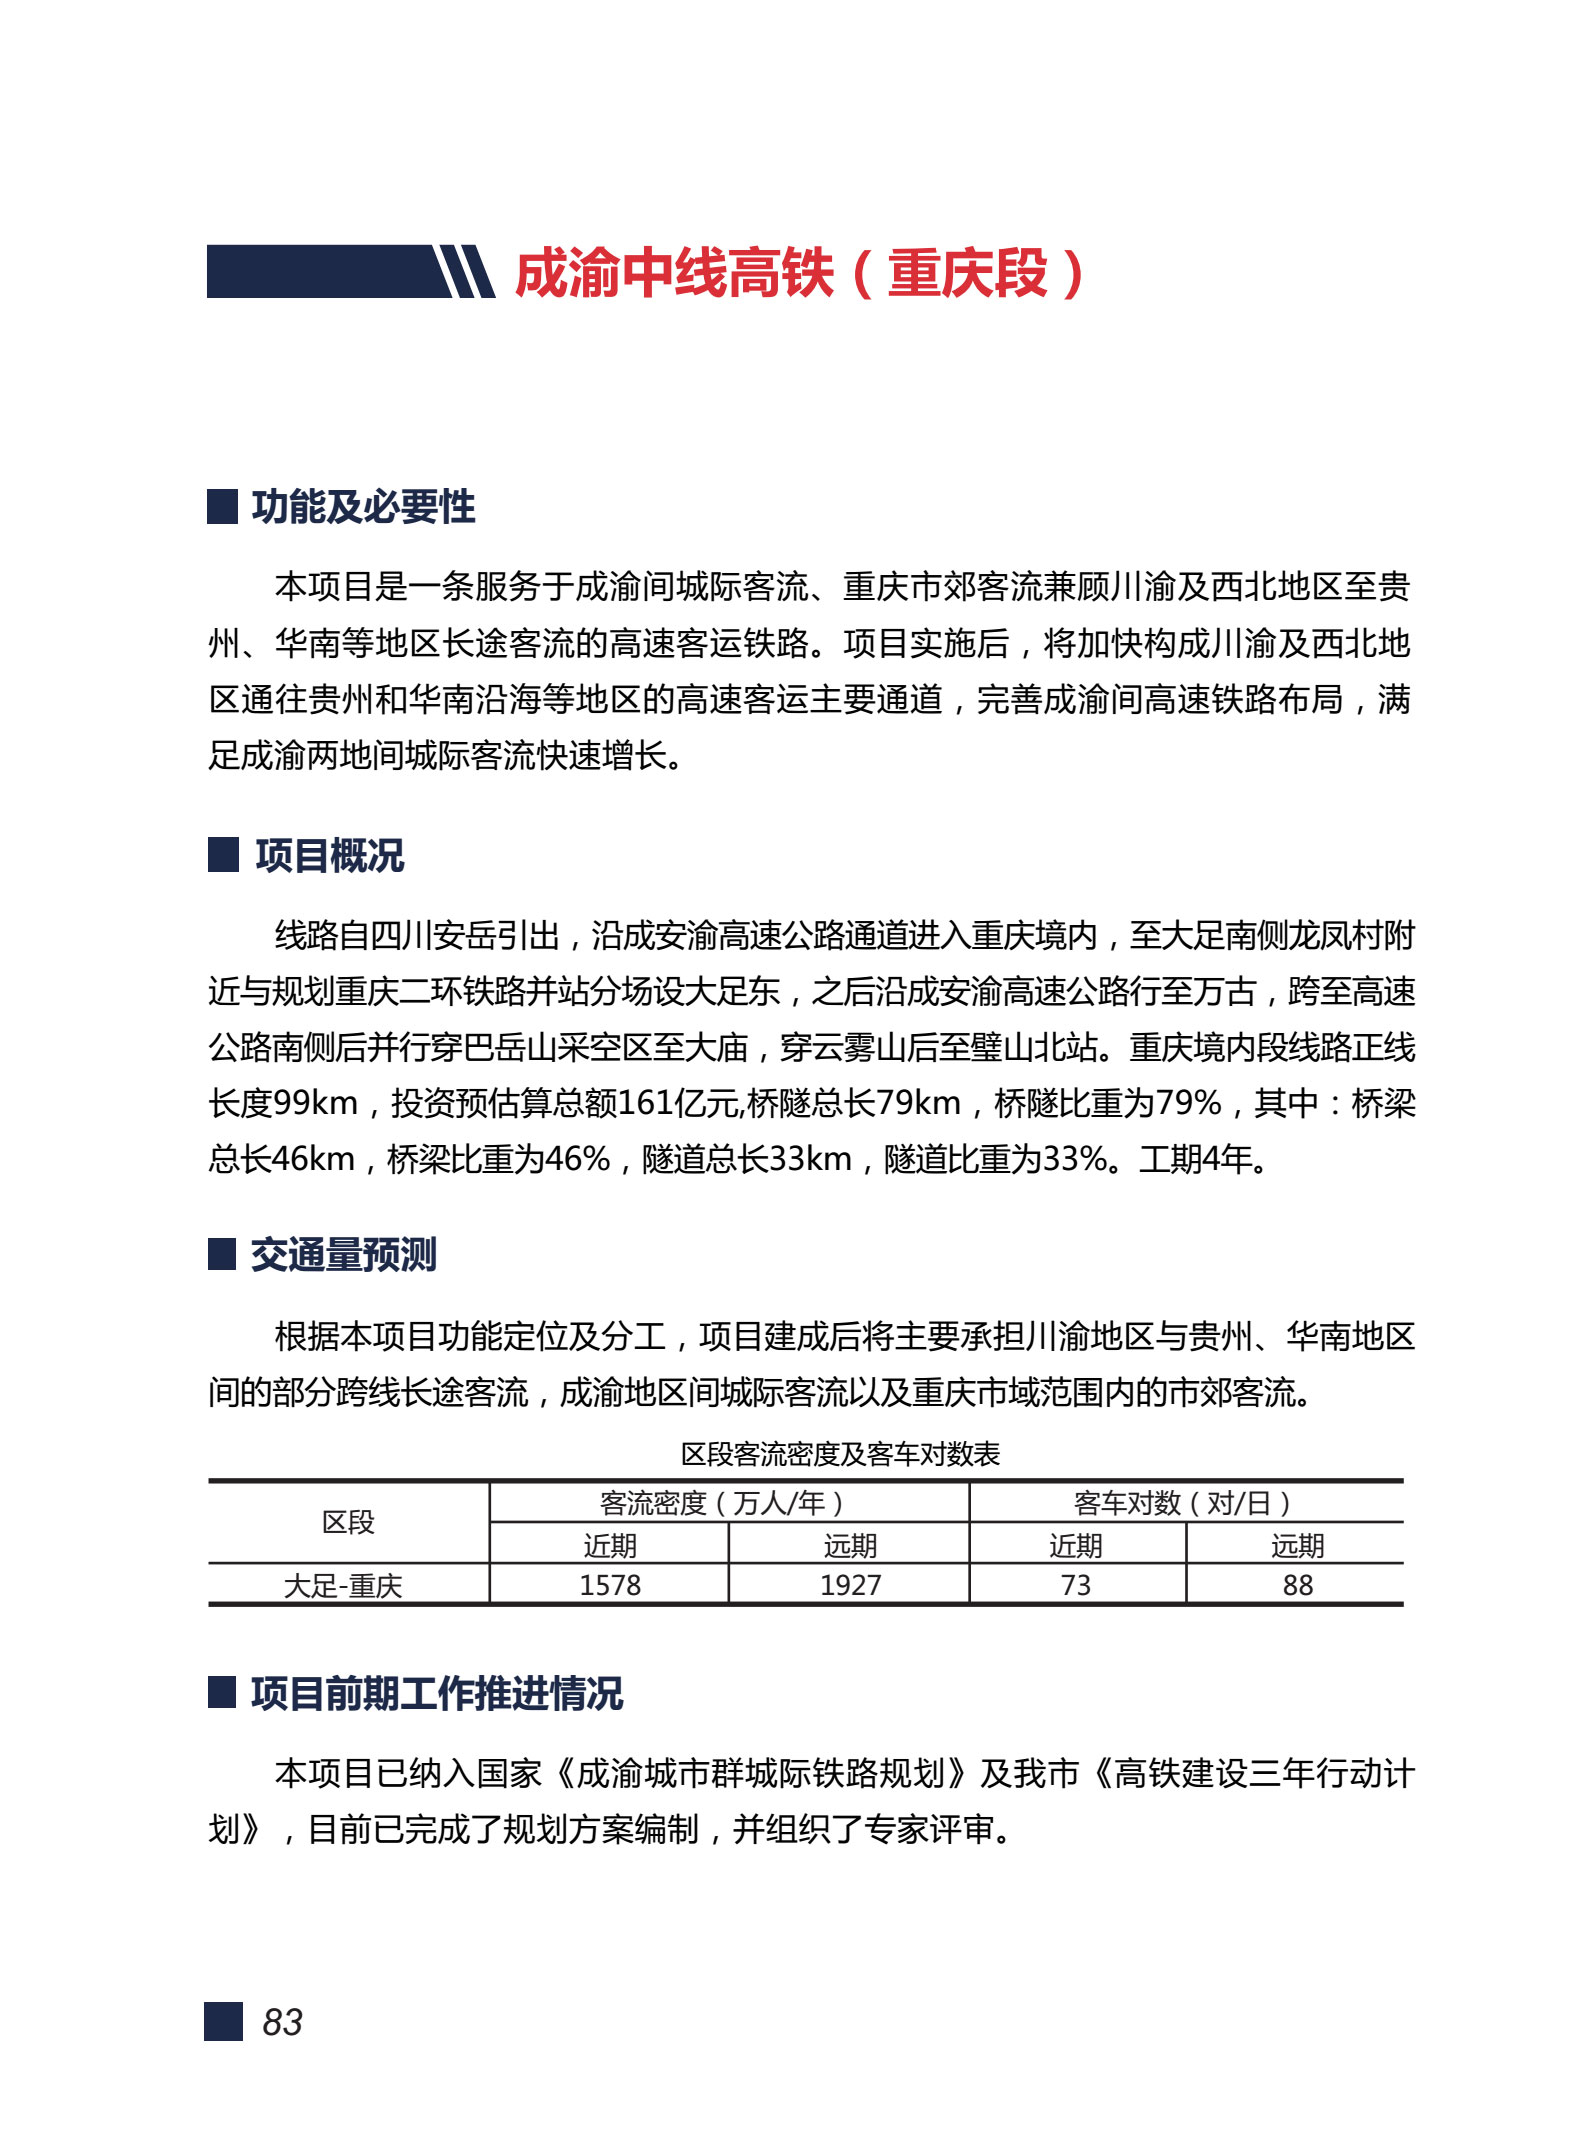 成渝中线高铁（重庆段）
功能及必要性
本项目是一条服务于成渝间城际客流、重庆市郊客流兼顾川渝及西北地区至贵
州、华南等地区长途客流的高速客运铁路。项目实施后，将加快构成川渝及西北地
区通往贵州和华南沿海等地区的高速客运主要通道，完善成渝间高速铁路布局，满
足成渝两地间城际客流快速增长。
项目概况
线路自四川安岳引出，沿成安渝高速公路通道进入重庆境内，至大足南侧龙凤村附
近与规划重庆二环铁路并站分场设大足东，之后沿成安渝高速公路行至万古，跨至高速
公路南侧后并行穿巴岳山采空区至大庙，穿云雾山后至璧山北站。重庆境内段线路正线
长度99km，投资预估算总额161亿元,桥隧总长79km，桥隧比重为79%，其中：桥梁
总长46km，桥梁比重为46%，隧道总长33km，隧道比重为33%。工期4年。
交通量预测
根据本项目功能定位及分工，项目建成后将主要承担川渝地区与贵州、华南地区
间的部分跨线长途客流，成渝地区间城际客流以及重庆市域范围内的市郊客流。
区段客流密度及客车对数表
区段 客流密度（万人/年） 客车对数（对/日）
近期 远期 近期 远期
大足-重庆 1578 1927 73 88
项目前期工作推进情况
本项目已纳入国家《成渝城市群城际铁路规划》及我市《高铁建设三年行动计
划》，目前已完成了规划方案编制，并组织了专家评审。
83